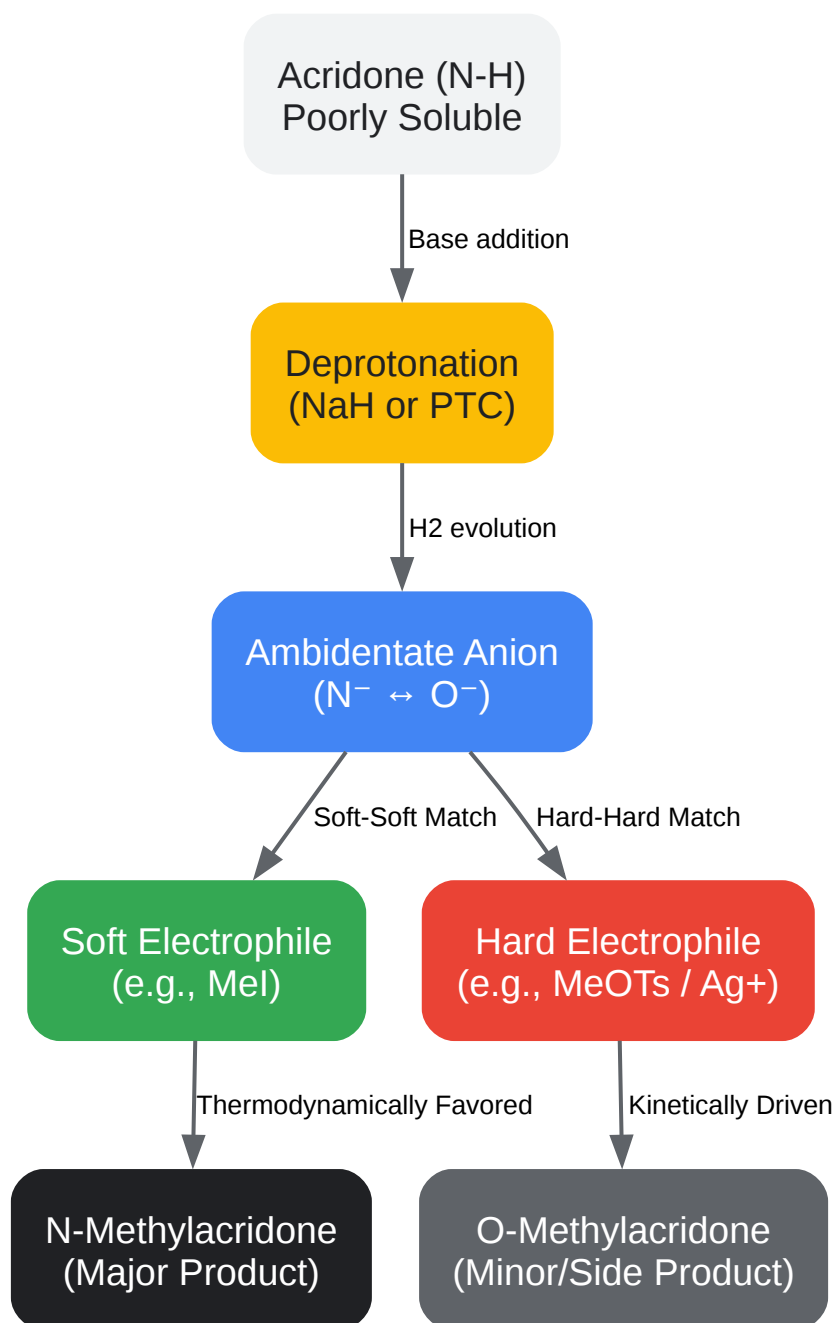 Acridone (N-H)
Poorly Soluble
Base addition
Deprotonation
(NaH or PTC)
H2 evolution
Ambidentate Anion
(N⁻ ↔ O⁻)
Soft-Soft Match
Hard-Hard Match
Soft Electrophile
(e.g., MeI)
Hard Electrophile
(e.g., MeOTs / Ag+)
Thermodynamically Favored
Kinetically Driven
N-Methylacridone
(Major Product)
O-Methylacridone
(Minor/Side Product)